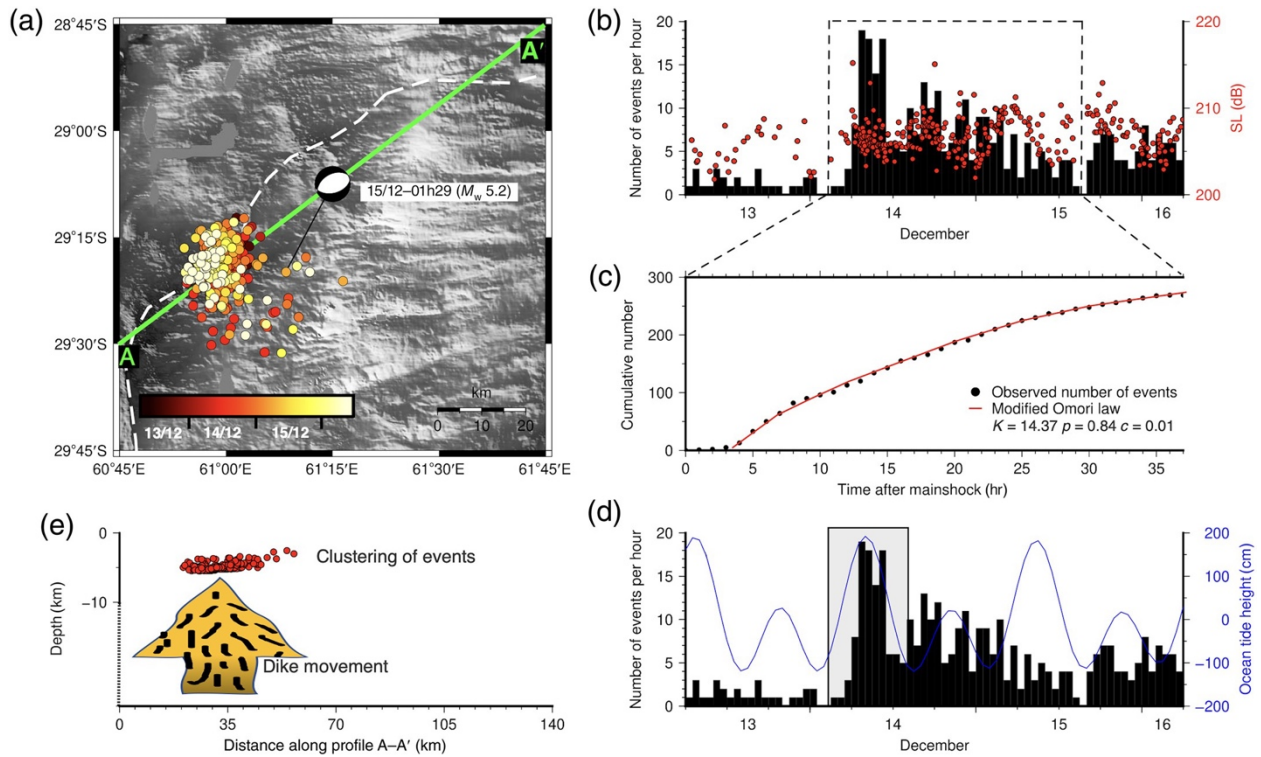 (a)
28°45'S
29°00'S
29°15'S
29°30'S
29°45'S
60°45'E 61°00'E 61°15'E 61°30'E 61°45'E
A'
15/12–01h29 (Mw 5.2)
A
13/12 14/12 15/12
km
0 10 20
(b)
Number of events per hour
20
15
10
5
0
220
210
200
SL (dB)
13 14 15 16
December
(c)
Cumulative number
300
200
100
0
Observed number of events
Modified Omori law
K = 14.37 p = 0.84 c = 0.01
0 5 10 15 20 25 30 35
Time after mainshock (hr)
(d)
Number of events per hour
20
15
10
5
0
200
100
0
−100
−200
Ocean tide height (cm)
13 14 15 16
December
(e)
Depth (km)
0
−10
Clustering of events
Dike movement
0 35 70 105 140
Distance along profile A–A′ (km)